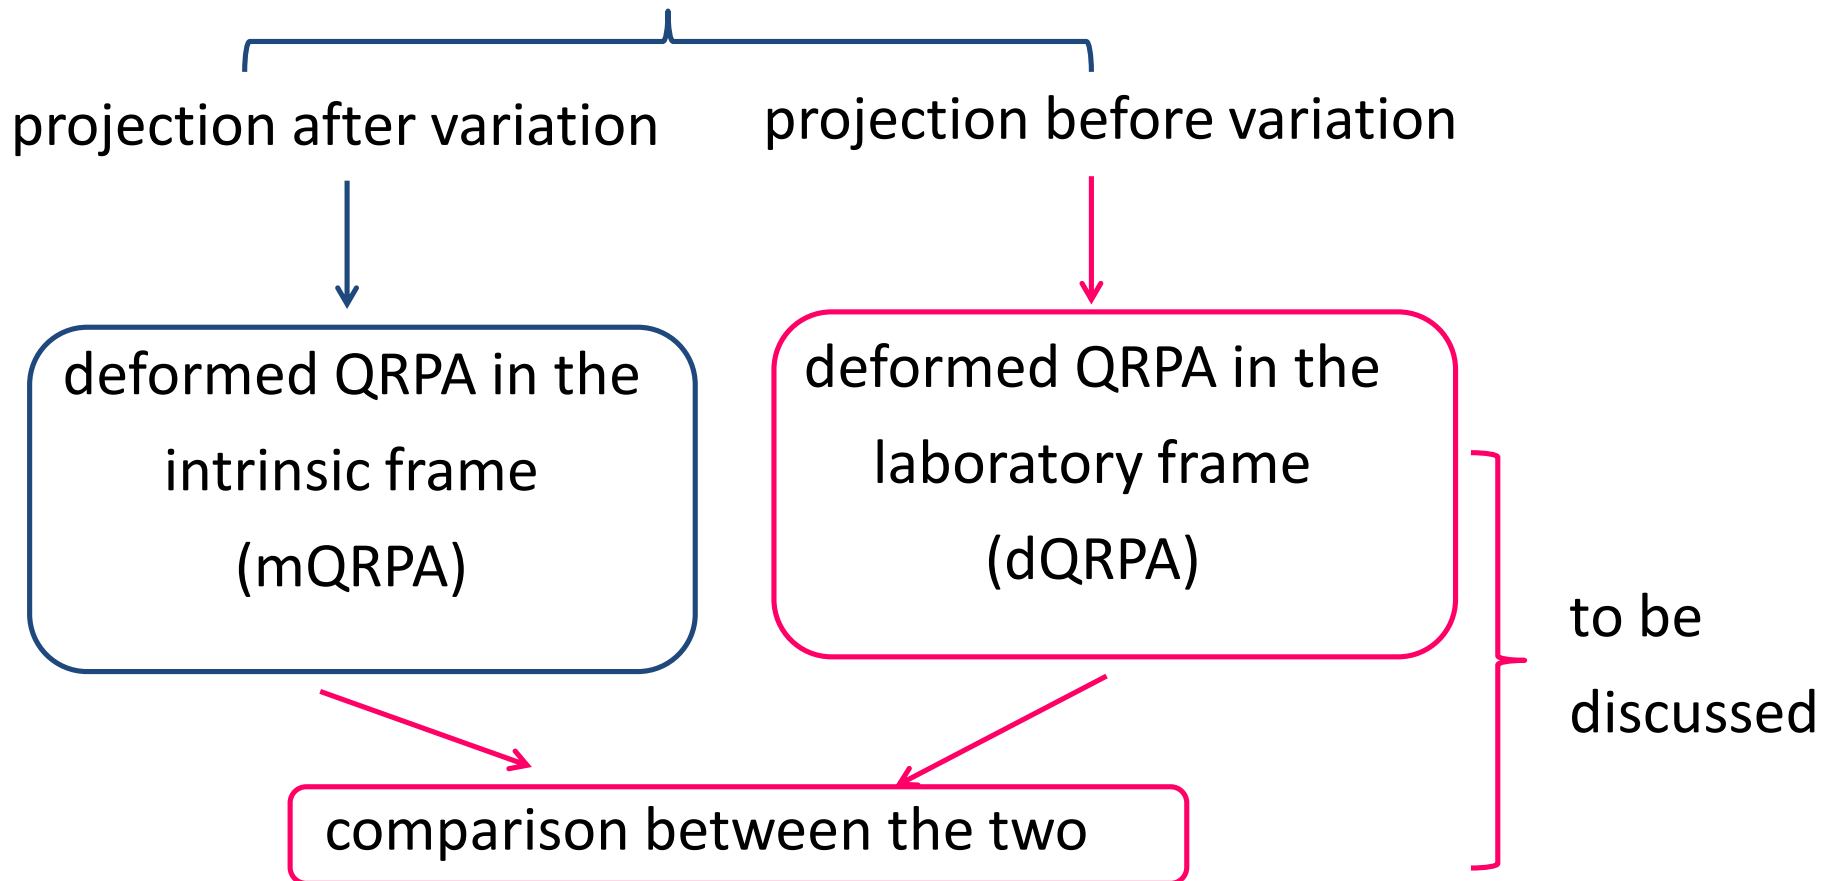 projection after variation
projection before variation
deformed QRPA in the
intrinsic frame
(mQRPA)
deformed QRPA in the
laboratory frame
(dQRPA)
to be
discussed
comparison between the two